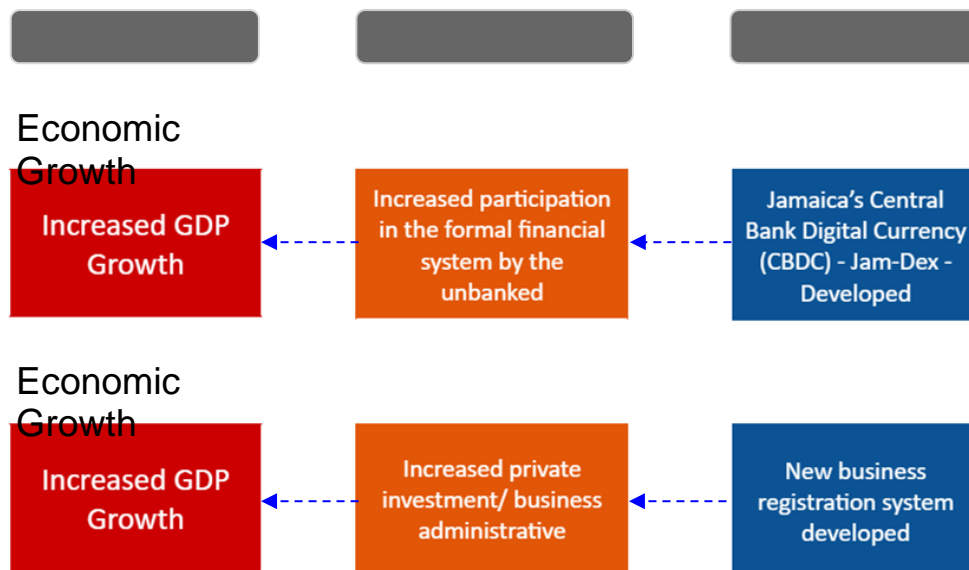 Economic
Growth
Increased GDP
Growth
Increased participation
in the formal financial
system by the
unbanked
Jamaica’s Central
Bank Digital Currency
(CBDC) - Jam-Dex -
Developed
Economic
Growth
Increased GDP
Growth
Increased private
investment/ business
administrative
New business
registration system
developed